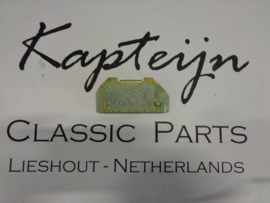 Kapteijn
CLASSIC PARTS
LIESHOUT - NETHERLANDS